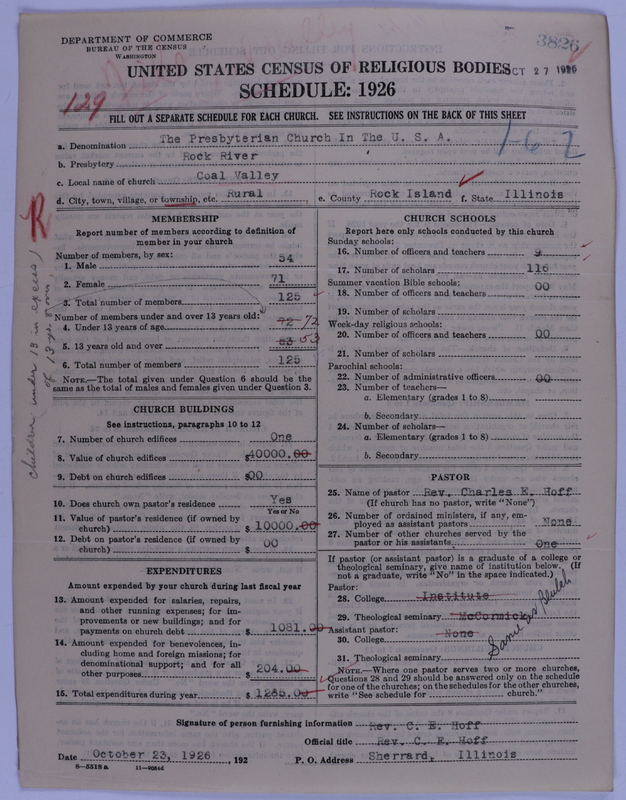 DEPARTMENT OF COMMERCE
BUREAU OF THE CENSUS
WASHINGTON
3826
UNITED STATES CENSUS OF RELIGIOUS BODIES
OCT 27 1926
SCHEDULE: 1926
129
FILL OUT A SEPARATE SCHEDULE FOR EACH CHURCH. SEE INSTRUCTIONS ON THE BACK OF THIS SHEET
1-62
a. Denomination The Presbyterian Church In The U. S. A.
b. Presbytery Rock River
c. Local name of church Coal Valley
d. City, town, village, or township, etc. Rural e. County Rock Island f. State Illinois
R
children under 13 in excess of 13 yrs & over
MEMBERSHIP
Report number of members according to definition of member in your church
Number of members, by sex:
1. Male 54
2. Female 71
3. Total number of members 125
Number of members under and over 13 years old:
4. Under 13 years of age 72 72
5. 13 years old and over 53 53
6. Total number of members 125
NOTE.—The total given under Question 6 should be the same as the total of males and females given under Question 3.
CHURCH BUILDINGS
See instructions, paragraphs 10 to 12
7. Number of church edifices One
8. Value of church edifices $40000.00
9. Debt on church edifices $00
10. Does church own pastor's residence Yes
Yes or No
11. Value of pastor's residence (if owned by church) $ 10000.00
12. Debt on pastor's residence (if owned by church) $ 00
EXPENDITURES
Amount expended by your church during last fiscal year
13. Amount expended for salaries, repairs, and other running expenses; for improvements or new buildings; and for payments on church debt $ 1081.00
14. Amount expended for benevolences, including home and foreign missions; for denominational support; and for all other purposes $ 204.00
15. Total expenditures during year $ 1285.00
CHURCH SCHOOLS
Report here only schools conducted by this church
Sunday schools:
16. Number of officers and teachers 9
17. Number of scholars 116
Summer vacation Bible schools: 00
18. Number of officers and teachers
19. Number of scholars
Week-day religious schools:
20. Number of officers and teachers 00
21. Number of scholars
Parochial schools:
22. Number of administrative officers 00
23. Number of teachers—
a. Elementary (grades 1 to 8)
b. Secondary
24. Number of scholars—
a. Elementary (grades 1 to 8)
b. Secondary
PASTOR
25. Name of pastor Rev. Charles E. Hoff
(If church has no pastor, write "None")
26. Number of ordained ministers, if any, employed as assistant pastors None
27. Number of other churches served by the pastor or his assistants One
If pastor (or assistant pastor) is a graduate of a college or theological seminary, give name of institution below. (If not a graduate, write "No" in the space indicated.)
Pastor:
28. College Institute
29. Theological seminary McCormick
Assistant pastor:
30. College None
31. Theological seminary
Same as Beulah
NOTE.—Where one pastor serves two or more churches, Questions 28 and 29 should be answered only on the schedule for one of the churches; on the schedules for the other churches, write "See schedule for church."
Signature of person furnishing information Rev. C. E. Hoff
Official title Rev. C. E. Hoff
Date October 23, 1926, 192 P. O. Address Sherrard, Illinois
8—5518a 11—9054d